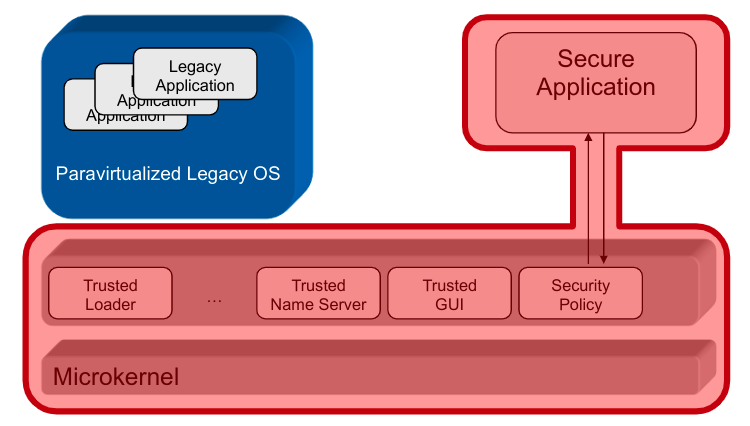 Legacy
Application
Application
Application
Paravirtualized Legacy OS
Secure
Application
Trusted
Loader
...
Trusted
Name Server
Trusted
GUI
Security
Policy
Microkernel